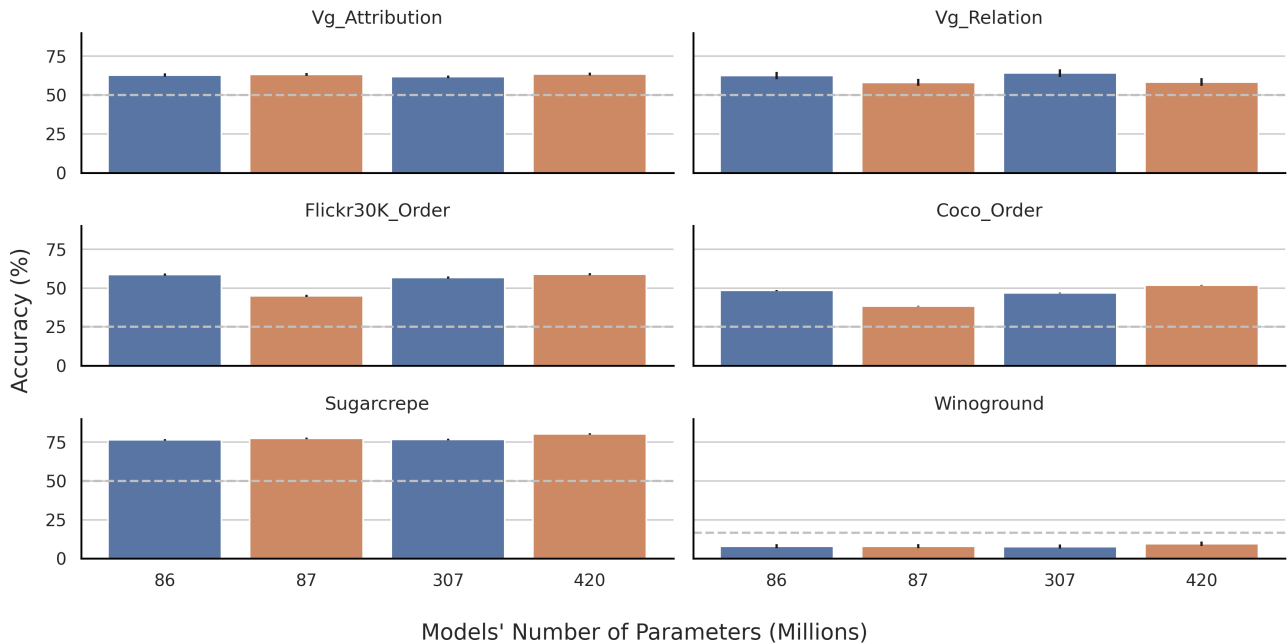 Vg_Attribution
Vg_Relation
75
50
25
0
Flickr30K_Order
Coco_Order
75
50
25
0
Accuracy (%)
Sugarcrepe
Winoground
75
50
25
0
86 87 307 420
86 87 307 420
Models' Number of Parameters (Millions)